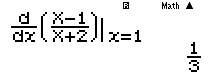 R Math ▲
d/dx((x-1)/(x+2))|x=1
1/3